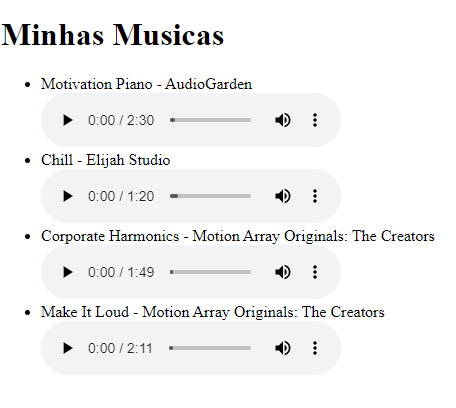 Minhas Musicas
Motivation Piano - AudioGarden
0:00 / 2:30
Chill - Elijah Studio
0:00 / 1:20
Corporate Harmonics - Motion Array Originals: The Creators
0:00 / 1:49
Make It Loud - Motion Array Originals: The Creators
0:00 / 2:11